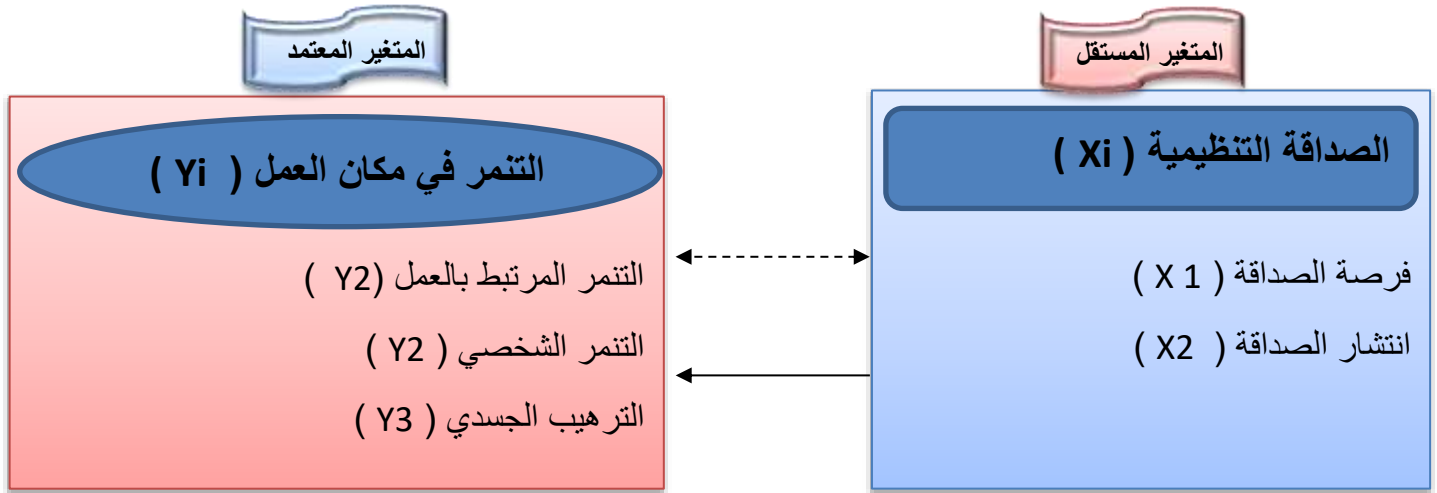 المتغير المستقل
الصداقة التنظيمية ( Xi )
فرصة الصداقة ( X 1 )
انتشار الصداقة ( X2 )
المتغير المعتمد
التنمر في مكان العمل ( Yi )
التنمر المرتبط بالعمل (Y2 )
التنمر الشخصي ( Y2 )
الترهيب الجسدي ( Y3 )